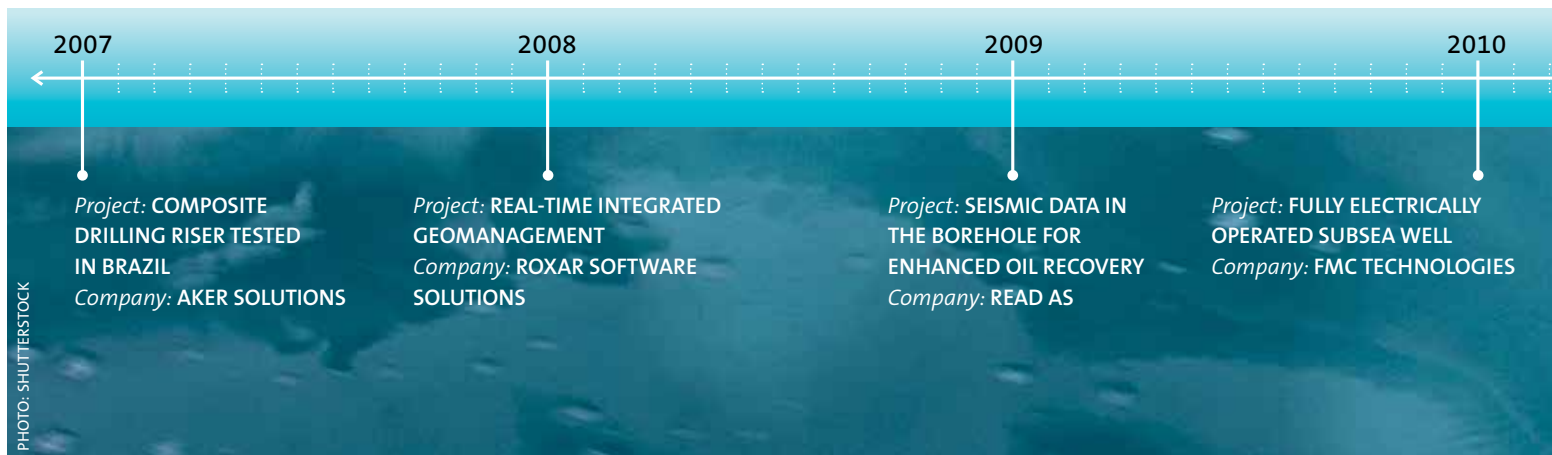 2007
2008
2009
2010
Project: COMPOSITE
DRILLING RISER TESTED
IN BRAZIL
Company: AKER SOLUTIONS
Project: REAL-TIME INTEGRATED
GEOMANAGEMENT
Company: ROXAR SOFTWARE
SOLUTIONS
Project: SEISMIC DATA IN
THE BOREHOLE FOR
ENHANCED OIL RECOVERY
Company: READ AS
Project: FULLY ELECTRICALLY
OPERATED SUBSEA WELL
Company: FMC TECHNOLOGIES
PHOTO: SHUTTERSTOCK